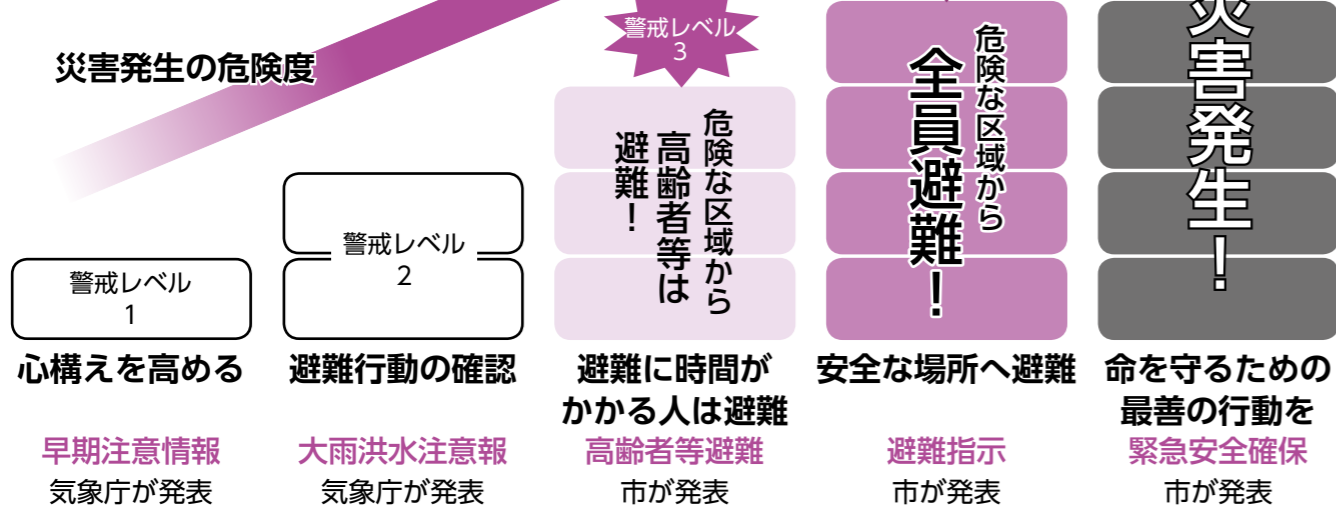 災害発生の危険度
警戒レベル
1
心構えを高める
早期注意情報
気象庁が発表
警戒レベル
2
避難行動の確認
大雨洪水注意報
気象庁が発表
警戒レベル
3
危険な区域から
高齢者等は
避難！
避難に時間が
かかる人は避難
高齢者等避難
市が発表
危険な区域から
全員避難！
安全な場所へ避難
避難指示
市が発表
災害発生！
命を守るための
最善の行動を
緊急安全確保
市が発表